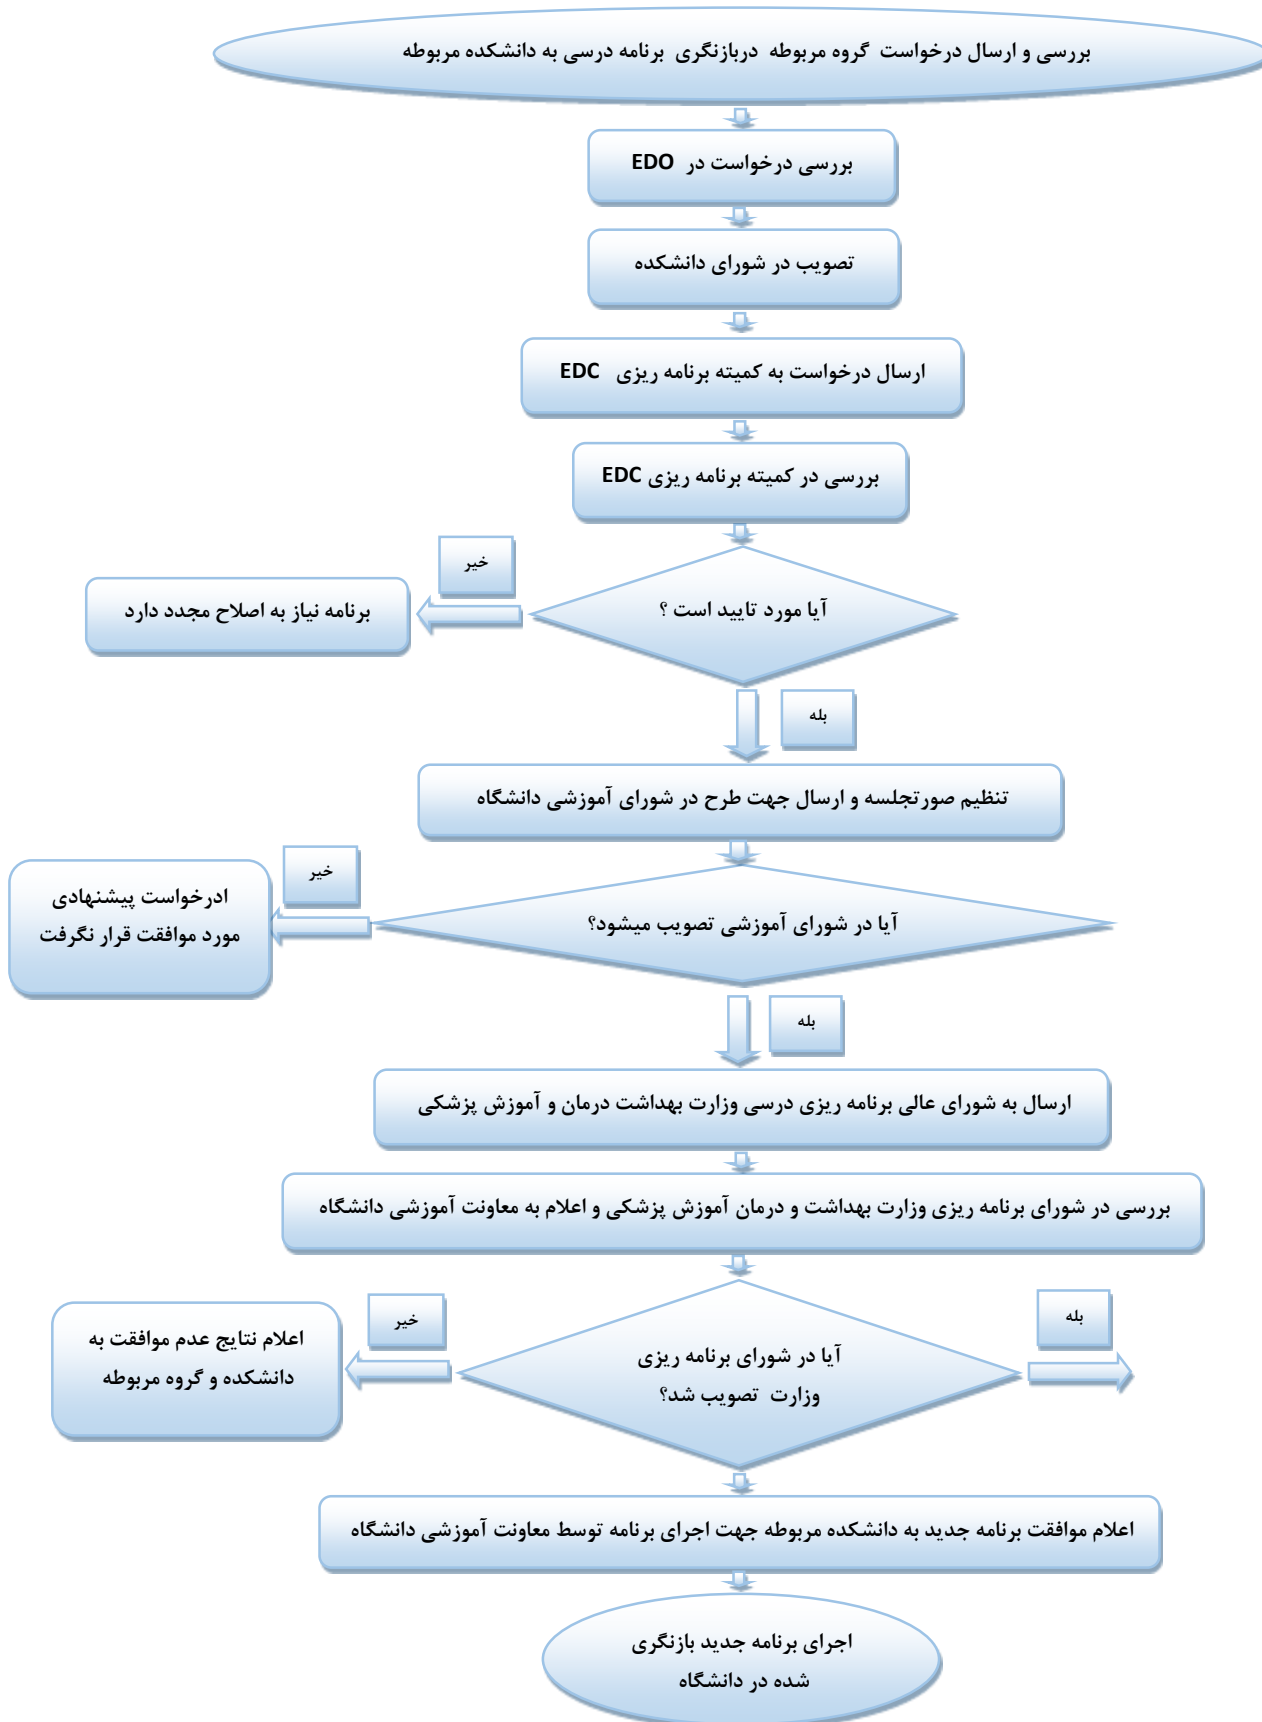 بررسی و ارسال درخواست گروه مربوطه دربازنگری برنامه درسی به دانشکده مربوطه
بررسی درخواست در EDO
تصویب در شورای دانشکده
ارسال درخواست به کمیته برنامه ریزی EDC
بررسی در کمیته برنامه ریزی EDC
خیر
آیا مورد تایید است ؟
برنامه نیاز به اصلاح مجدد دارد
بله
تنظیم صورتجلسه و ارسال جهت طرح در شورای آموزشی دانشگاه
خیر
آیا در شورای آموزشی تصویب میشود؟
ادرخواست پیشنهادی
مورد موافقت قرار نگرفت
بله
ارسال به شورای عالی برنامه ریزی درسی وزارت بهداشت درمان و آموزش پزشکی
بررسی در شورای برنامه ریزی وزارت بهداشت و درمان آموزش پزشکی و اعلام به معاونت آموزشی دانشگاه
بله
خیر
آیا در شورای برنامه ریزی
وزارت تصویب شد؟
اعلام نتایج عدم موافقت به
دانشکده و گروه مربوطه
اعلام موافقت برنامه جدید به دانشکده مربوطه جهت اجرای برنامه توسط معاونت آموزشی دانشگاه
اجرای برنامه جدید بازنگری
شده در دانشگاه